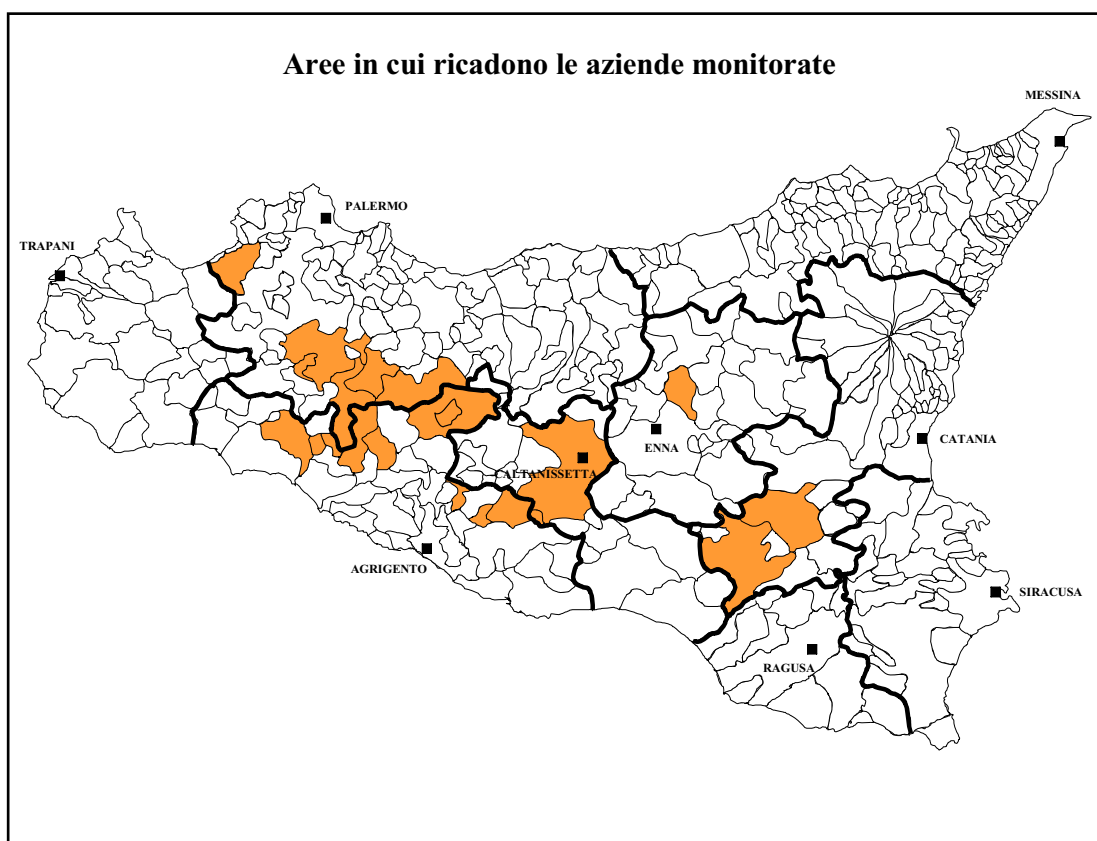 Aree in cui ricadono le aziende monitorate
MESSINA
PALERMO
TRAPANI
CATANIA
ENNA
CALTANISSETTA
AGRIGENTO
SIRACUSA
RAGUSA